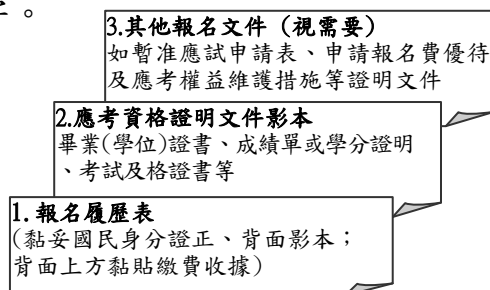 。
3.其他報名文件（視需要）
如暫准應試申請表、申請報名費優待
及應考權益維護措施等證明文件
2.應考資格證明文件影本
畢業(學位)證書、成績單或學分證明
、考試及格證書等
1.報名履歷表
(黏妥國民身分證正、背面影本；
背面上方黏貼繳費收據)